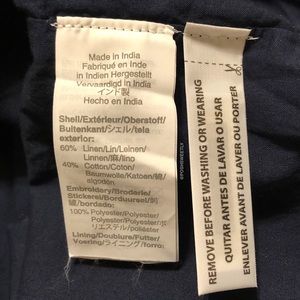 Made in India
Fabriqué en Inde
in Indien Hergestellt
Vervaardigd in India
インド製
Hecho en India
Shell/Extérieur/Oberstoff/
Buitenkant/シェル/tela
exterior:
60% Linen/Lin/Leinen/
Linnen/麻/lino
40% Cotton/Coton/
Baumwolle/Katoen/綿/
algodón
Embroidery/Broderie/
Stickerei/Borduursel/刺
繍/bordado:
100% Polyester/Polyester/
Polyester/Polyester/ポ
リエステル/poliéster
Lining/Doublure/Futter/
Voering/ライニング/forro:
REMOVE BEFORE WASHING OR WEARING
QUITAR ANTES DE LAVAR O USAR
ENLEVER AVANT DE LAVER OU PORTER